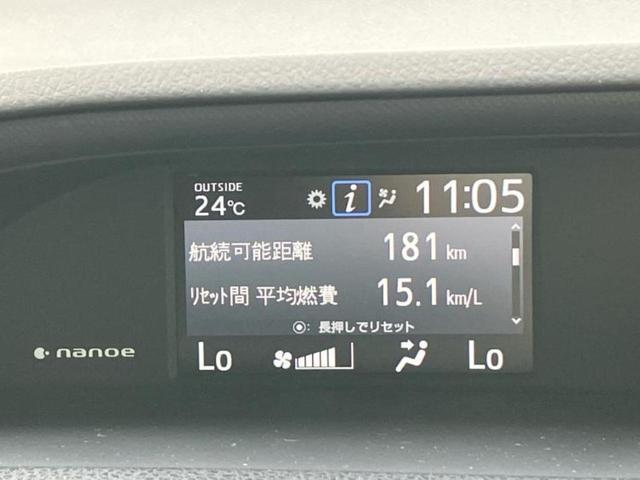 OUTSIDE
24℃
i
11:05
航続可能距離 181 km
リセット間 平均燃費 15.1 km/L
◉: 長押しでリセット
nanoe
Lo
Lo